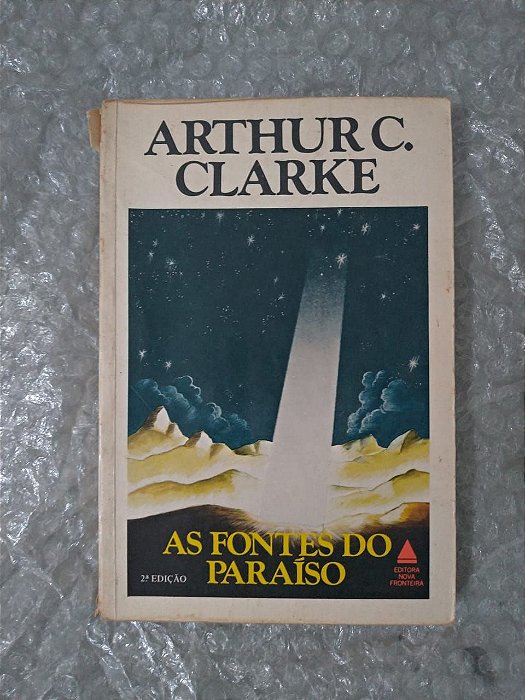 ARTHUR C.
CLARKE
AS FONTES DO
PARAÍSO
2ª EDIÇÃO
EDITORA
NOVA
FRONTEIRA